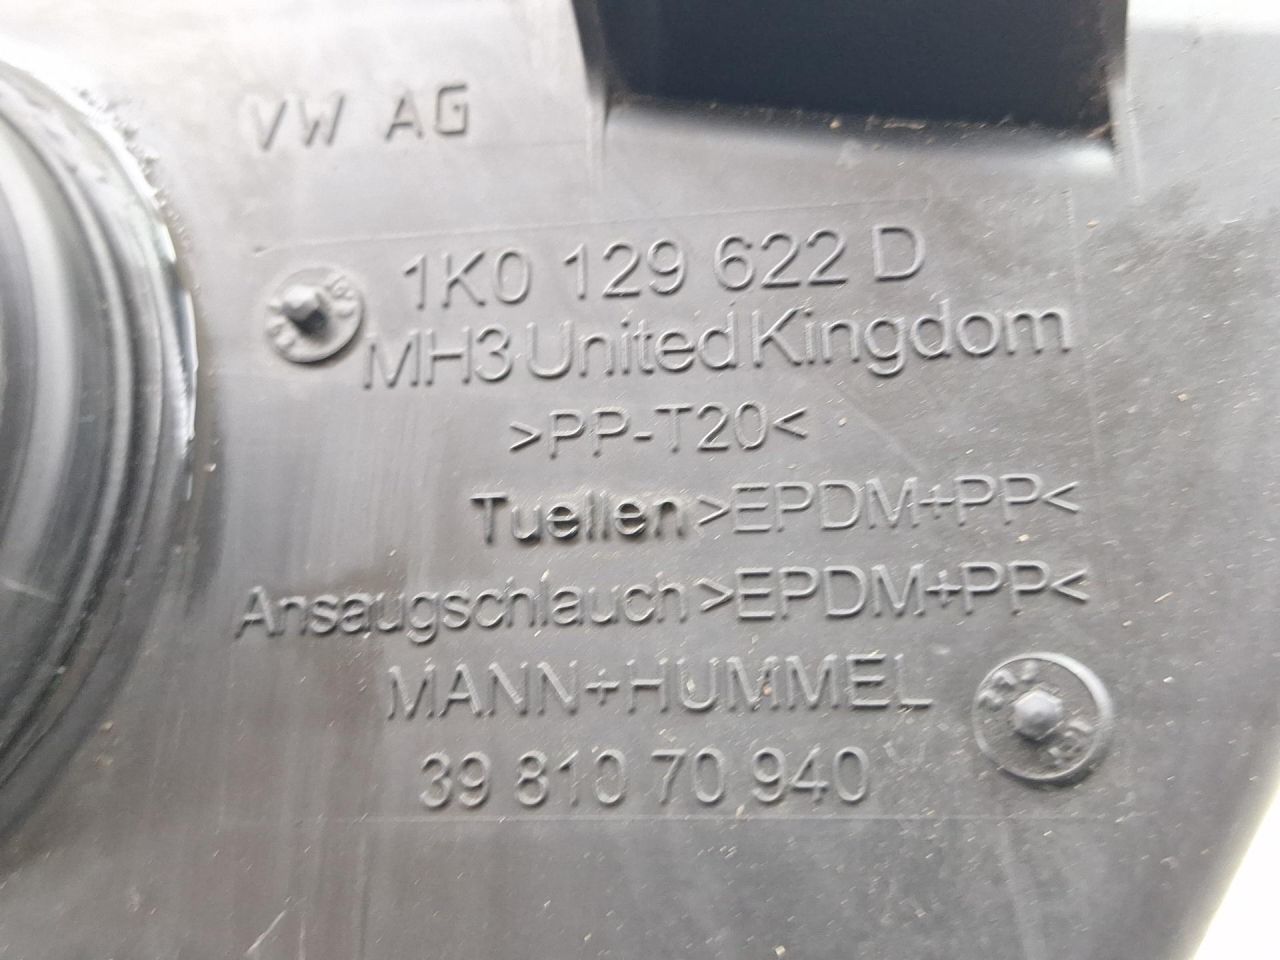 VW AG
1K0 129 622 D
MH3 United Kingdom
>PP-T20<
Tuellen >EPDM+PP<
Ansaugschlauch >EPDM+PP<
MANN+HUMMEL
39 810 70 940